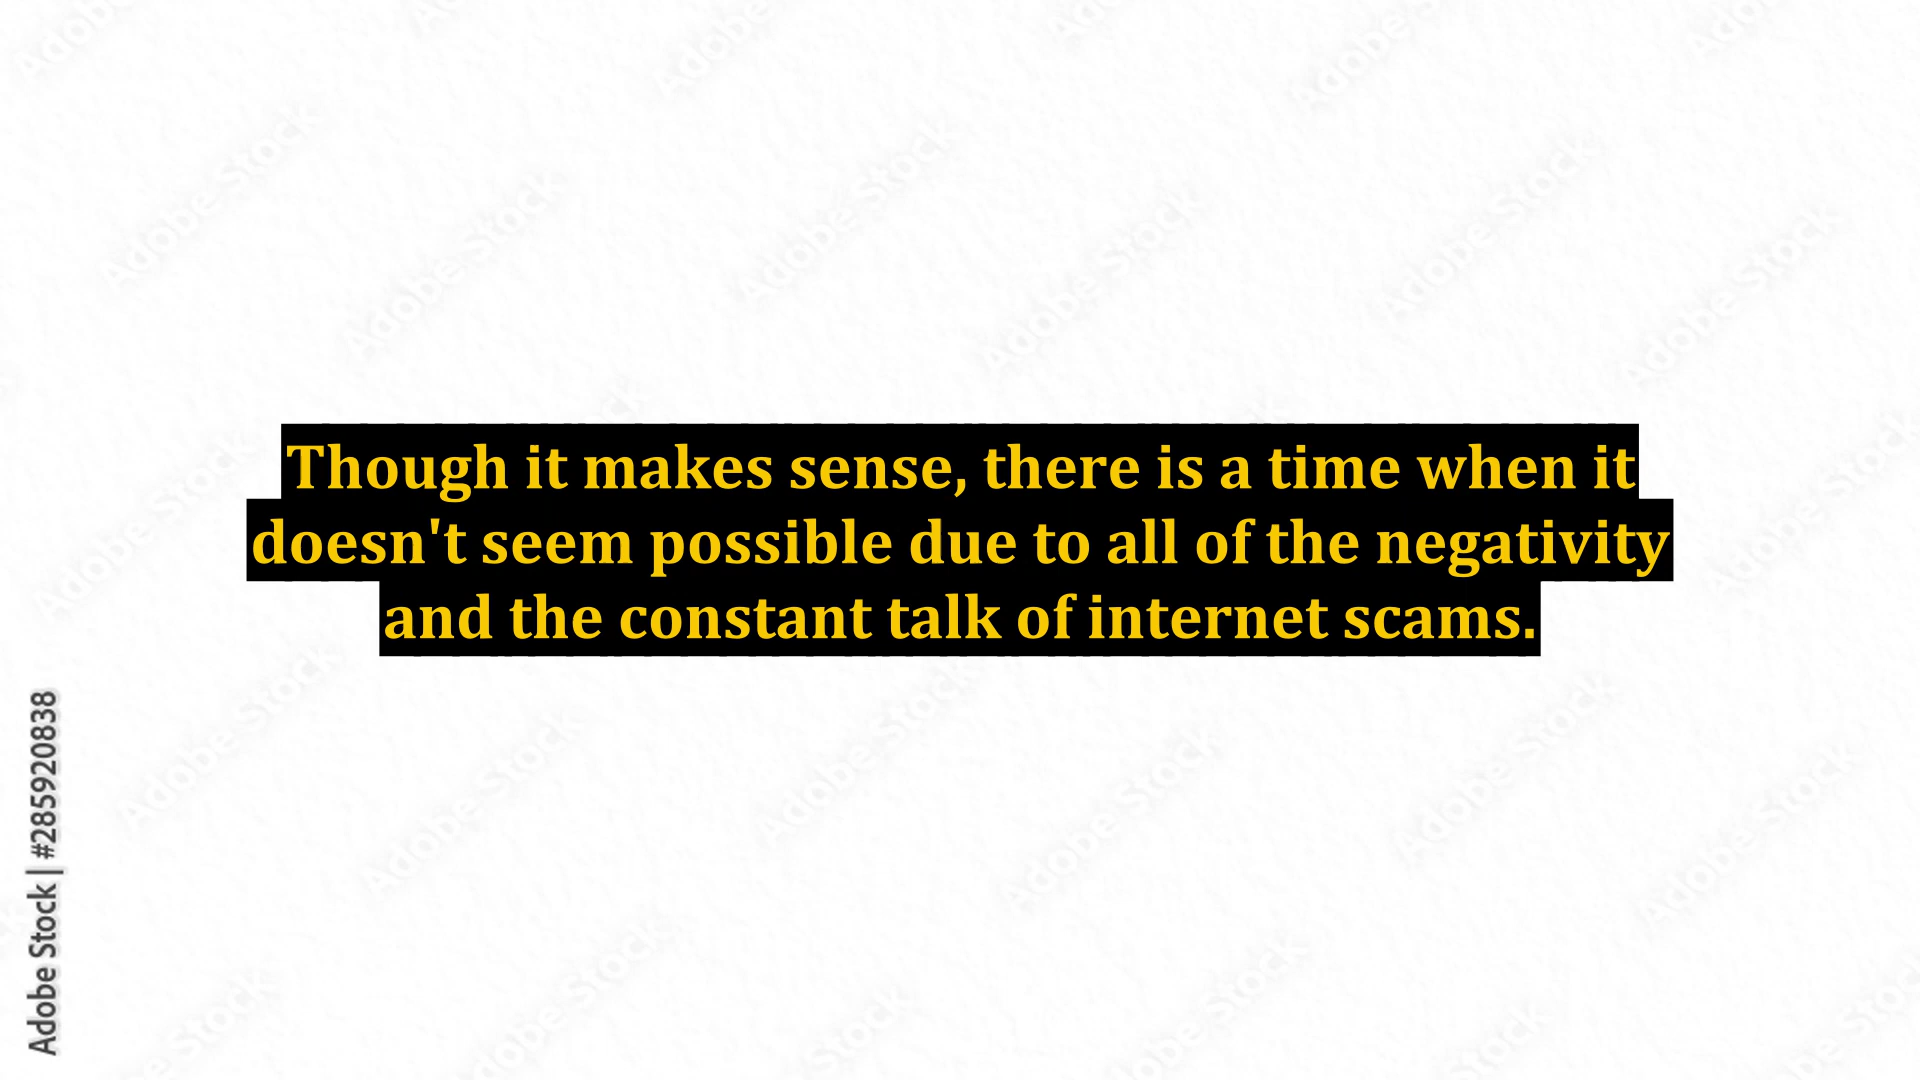 Though it makes sense, there is a time when it
doesn't seem possible due to all of the negativity
and the constant talk of internet scams.
Adobe Stock | #285920838